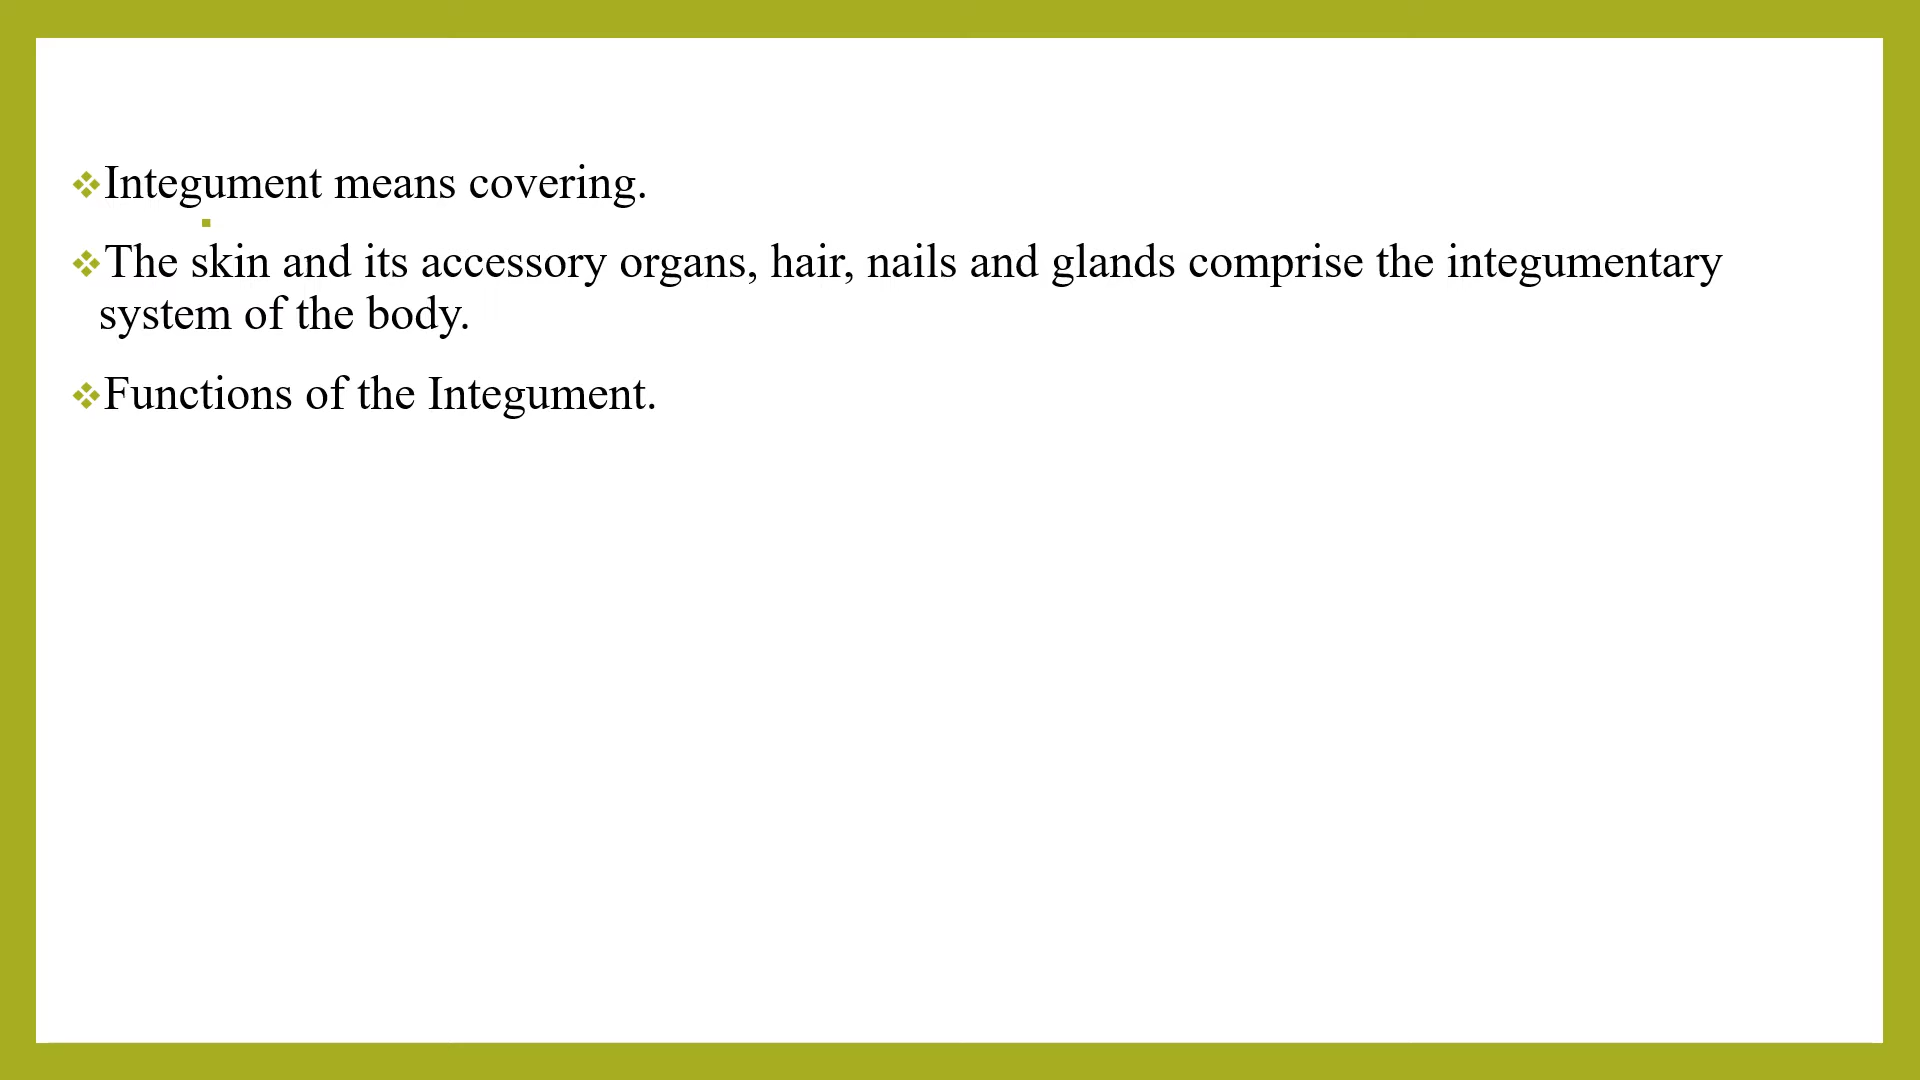 ❖Integument means covering.
▪
❖The skin and its accessory organs, hair, nails and glands comprise the integumentary
system of the body.
❖Functions of the Integument.